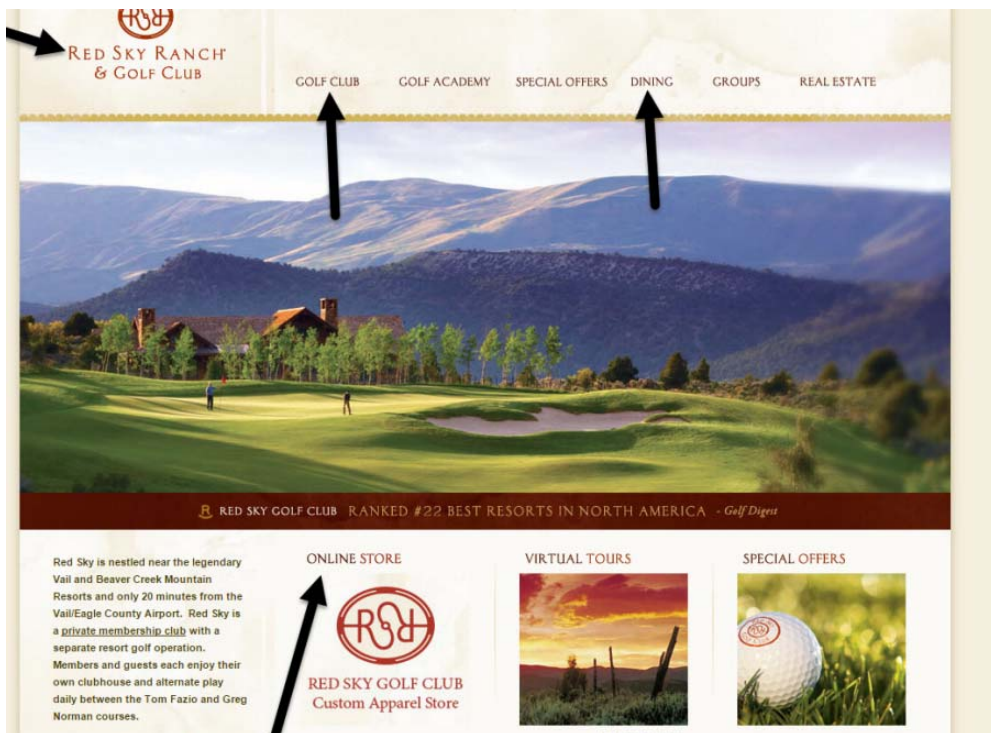 RSR
RED SKY RANCH
& GOLF CLUB
GOLF CLUB
GOLF ACADEMY
SPECIAL OFFERS
DINING
GROUPS
REAL ESTATE
R RED SKY GOLF CLUB RANKED #22 BEST RESORTS IN NORTH AMERICA - Golf Digest
Red Sky is nestled near the legendary
Vail and Beaver Creek Mountain
Resorts and only 20 minutes from the
Vail/Eagle County Airport. Red Sky is
a private membership club with a
separate resort golf operation.
Members and guests each enjoy their
own clubhouse and alternate play
daily between the Tom Fazio and Greg
Norman courses.
ONLINE STORE
RSR
RED SKY GOLF CLUB
Custom Apparel Store
VIRTUAL TOURS
SPECIAL OFFERS